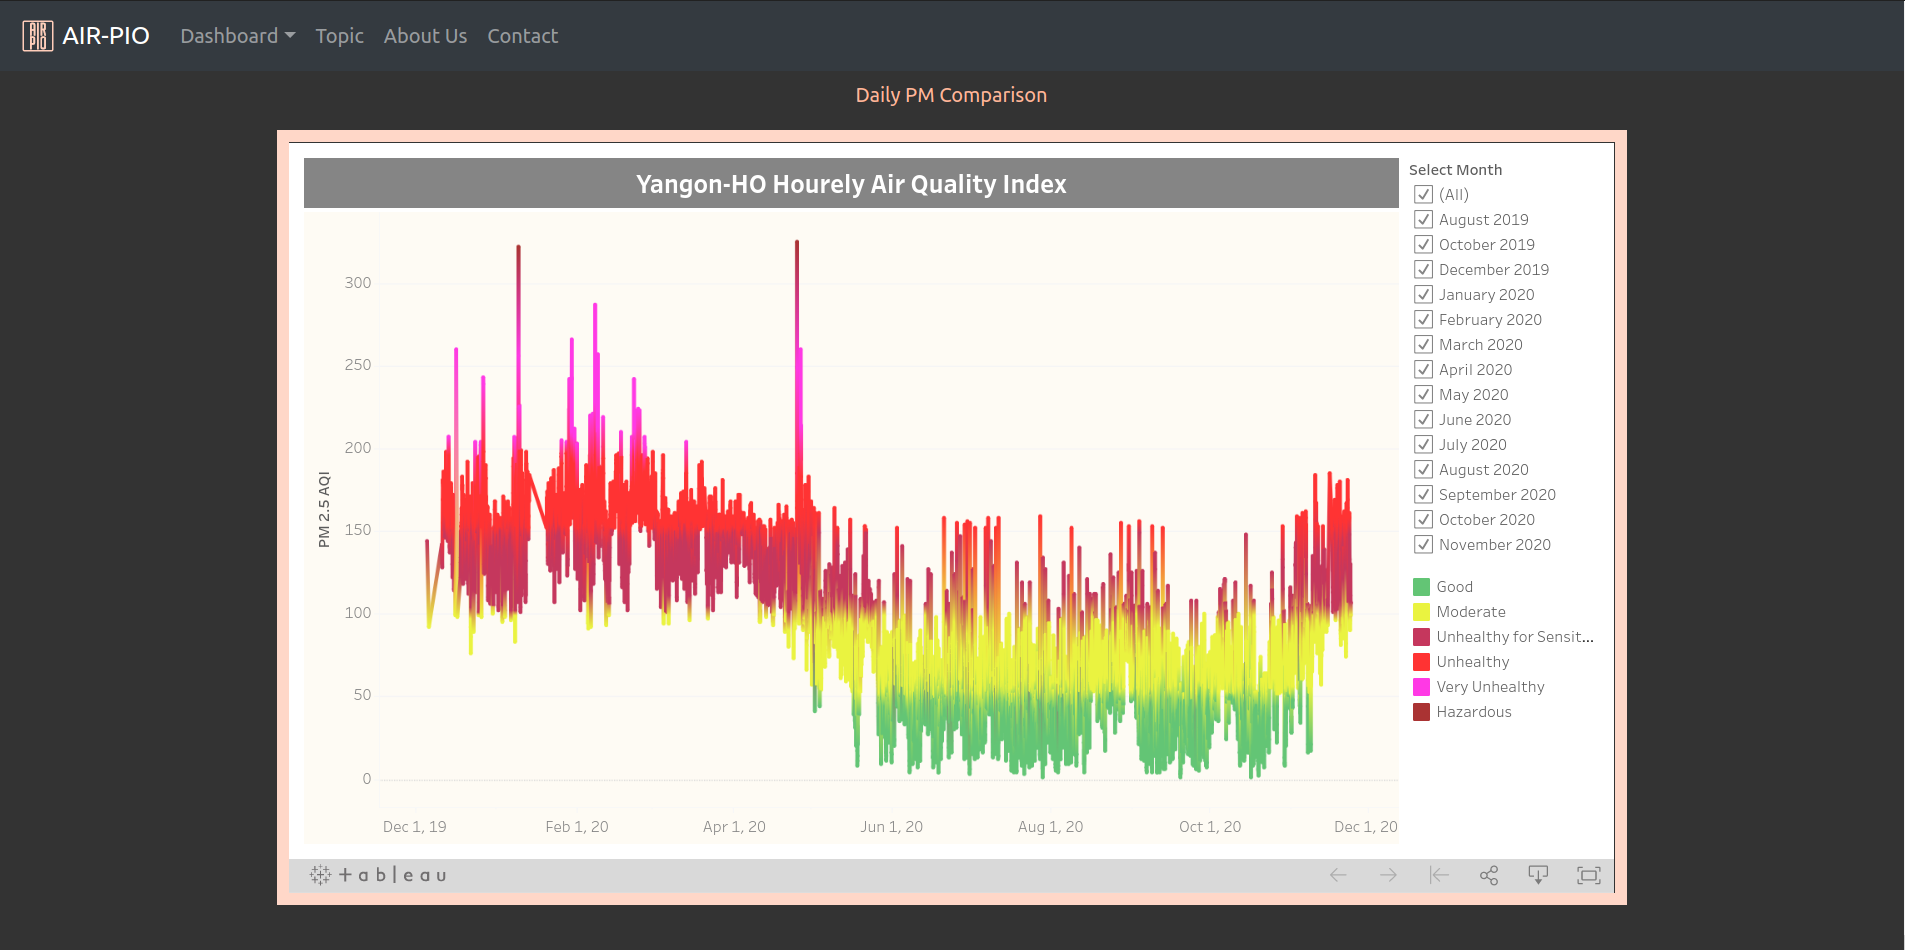 AIR PIO AIR-PIO Dashboard Topic About Us Contact
Daily PM Comparison
Yangon-HO Hourely Air Quality Index
PM 2.5 AQI
300
250
200
150
100
50
0
Dec 1, 19 Feb 1, 20 Apr 1, 20 Jun 1, 20 Aug 1, 20 Oct 1, 20 Dec 1, 20
Select Month
(All)
August 2019
October 2019
December 2019
January 2020
February 2020
March 2020
April 2020
May 2020
June 2020
July 2020
August 2020
September 2020
October 2020
November 2020
Good
Moderate
Unhealthy for Sensit...
Unhealthy
Very Unhealthy
Hazardous
+ableau